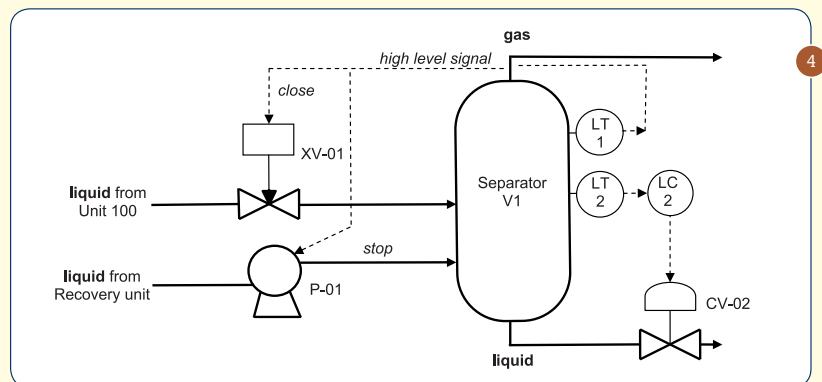 gas
4
high level signal
close
LT
1
XV-01
Separator
V1
LT
2
LC
2
liquid from
Unit 100
stop
liquid from
Recovery unit
P-01
CV-02
liquid